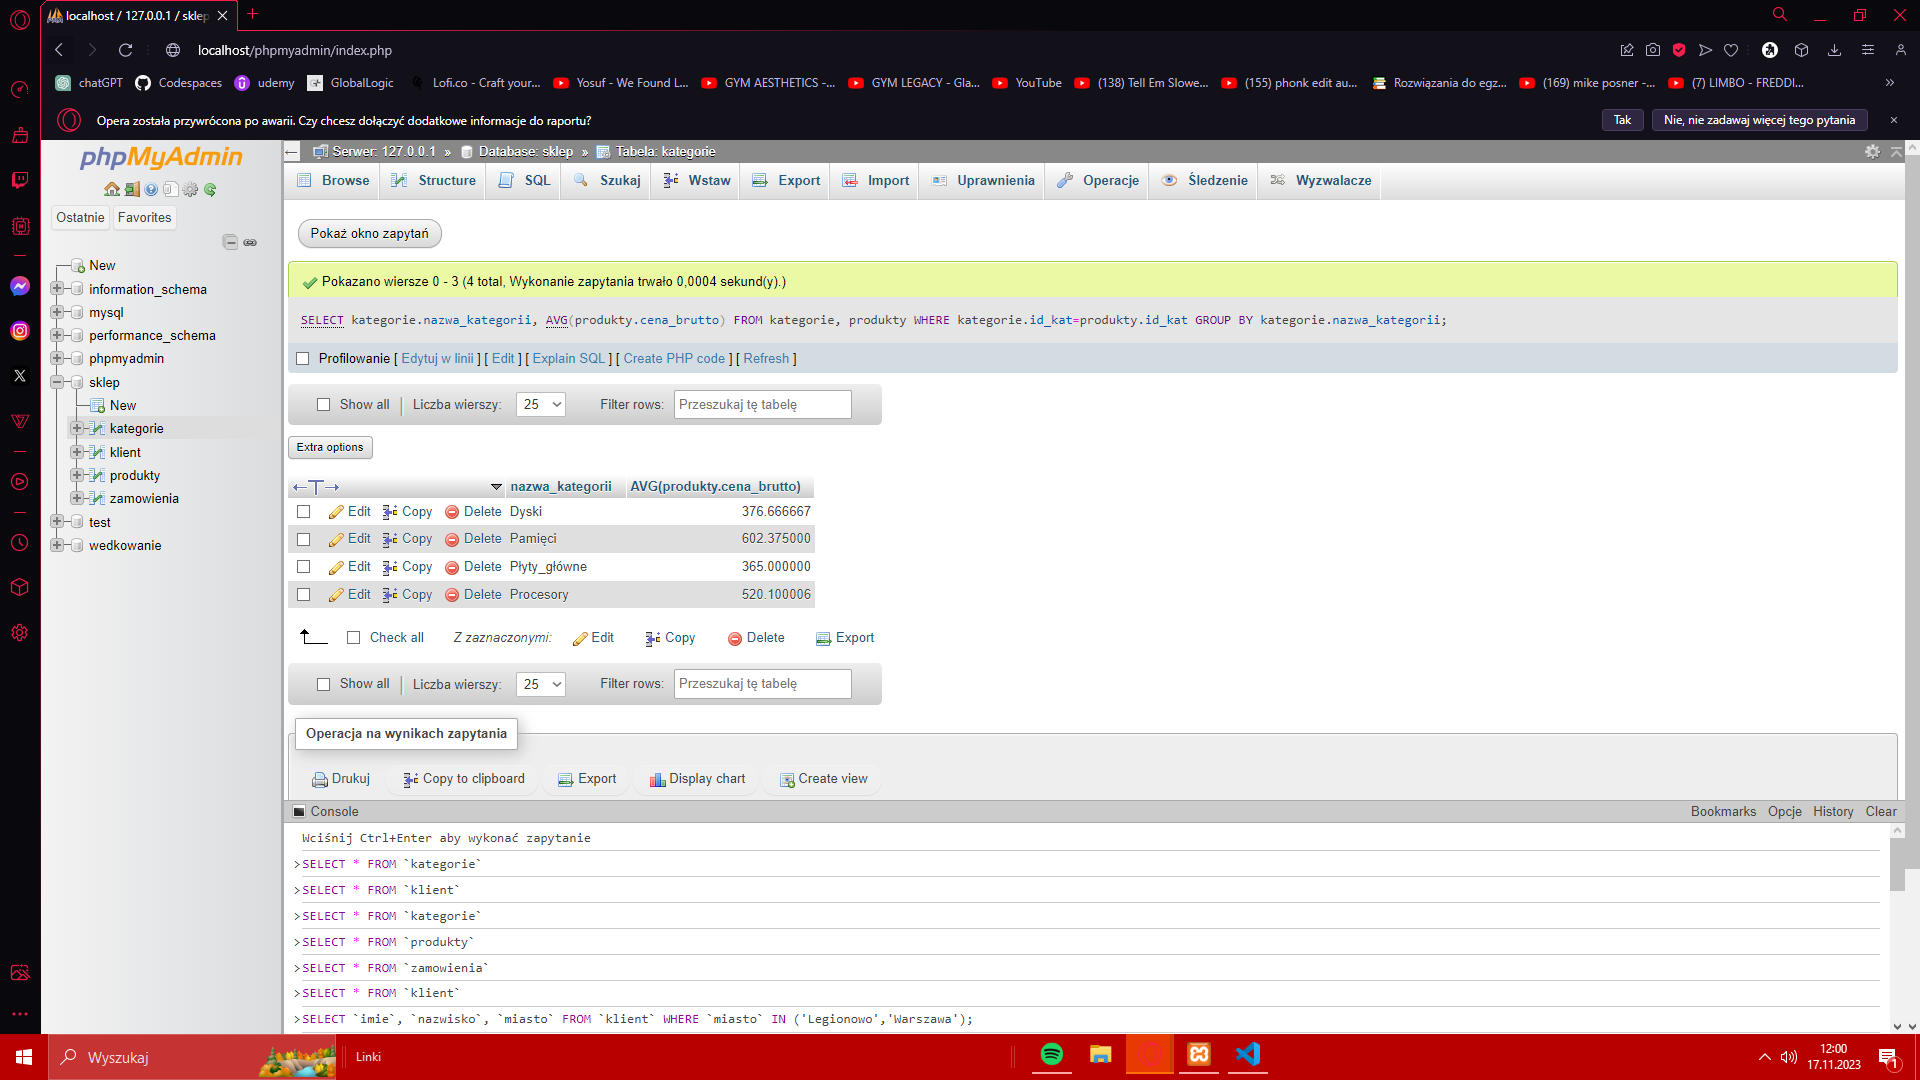 localhost / 127.0.0.1 / sklep
localhost/phpmyadmin/index.php
chatGPT Codespaces udemy GlobalLogic Lofi.co - Craft your... Yosuf - We Found L... GYM AESTHETICS -... GYM LEGACY - Gla... YouTube (138) Tell Em Slowe... (155) phonk edit au... Rozwiązania do egz... (169) mike posner -... (7) LIMBO - FREDDI...
Opera została przywrócona po awarii. Czy chcesz dołączyć dodatkowe informacje do raportu? Tak Nie, nie zadawaj więcej tego pytania
phpMyAdmin
Ostatnie Favorites
New
information_schema
mysql
performance_schema
phpmyadmin
sklep
New
kategorie
klient
produkty
zamowienia
test
wedkowanie
Serwer: 127.0.0.1 » Database: sklep » Tabela: kategorie
Browse Structure SQL Szukaj Wstaw Export Import Uprawnienia Operacje Śledzenie Wyzwalacze
Pokaż okno zapytań
Pokazano wiersze 0 - 3 (4 total, Wykonanie zapytania trwało 0,0004 sekund(y).)
SELECT kategorie.nazwa_kategorii, AVG(produkty.cena_brutto) FROM kategorie, produkty WHERE kategorie.id_kat=produkty.id_kat GROUP BY kategorie.nazwa_kategorii;
Profilowanie [ Edytuj w linii ] [ Edit ] [ Explain SQL ] [ Create PHP code ] [ Refresh ]
Show all Liczba wierszy: 25 Filter rows: Przeszukaj tę tabelę
Extra options
nazwa_kategorii AVG(produkty.cena_brutto)
Edit Copy Delete Dyski 376.666667
Edit Copy Delete Pamięci 602.375000
Edit Copy Delete Płyty_główne 365.000000
Edit Copy Delete Procesory 520.100006
Check all Z zaznaczonymi: Edit Copy Delete Export
Show all Liczba wierszy: 25 Filter rows: Przeszukaj tę tabelę
Operacja na wynikach zapytania
Drukuj Copy to clipboard Export Display chart Create view
Console Bookmarks Opcje History Clear
Wciśnij Ctrl+Enter aby wykonać zapytanie
>SELECT * FROM `kategorie`
>SELECT * FROM `klient`
>SELECT * FROM `kategorie`
>SELECT * FROM `produkty`
>SELECT * FROM `zamowienia`
>SELECT * FROM `klient`
>SELECT `imie`, `nazwisko`, `miasto` FROM `klient` WHERE `miasto` IN ('Legionowo','Warszawa');
Wyszukaj Linki
12:00
17.11.2023
1